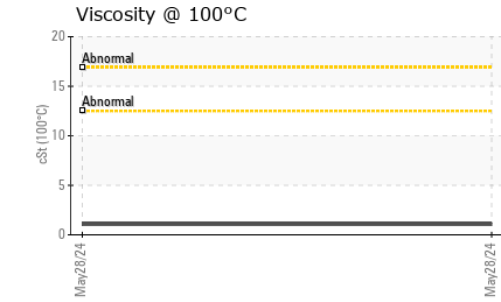 Viscosity @ 100°C
20
Abnormal
15
Abnormal
10
5
0
cSt (100°C)
May28/24
May28/24